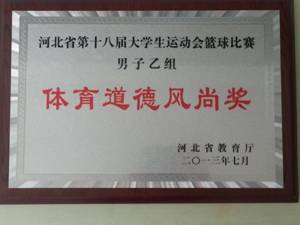 河北省第十八届大学生运动会篮球比赛
男子乙组
体育道德风尚奖
河北省教育厅
二〇一三年七月